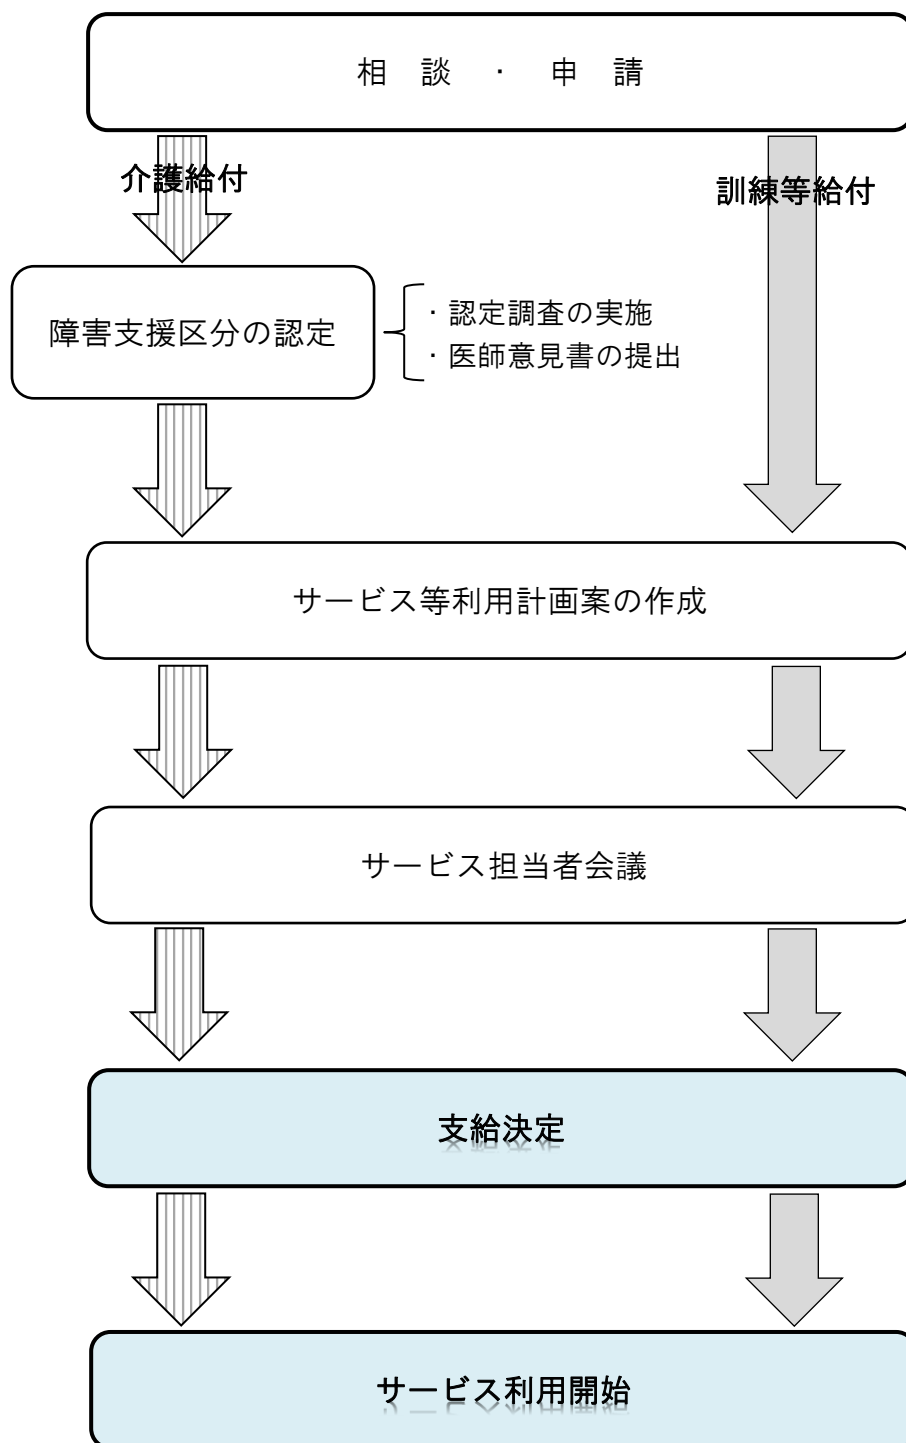 相　談　・　申　請
介護給付
訓練等給付
障害支援区分の認定
・認定調査の実施
・医師意見書の提出
サービス等利用計画案の作成
サービス担当者会議
支給決定
サービス利用開始